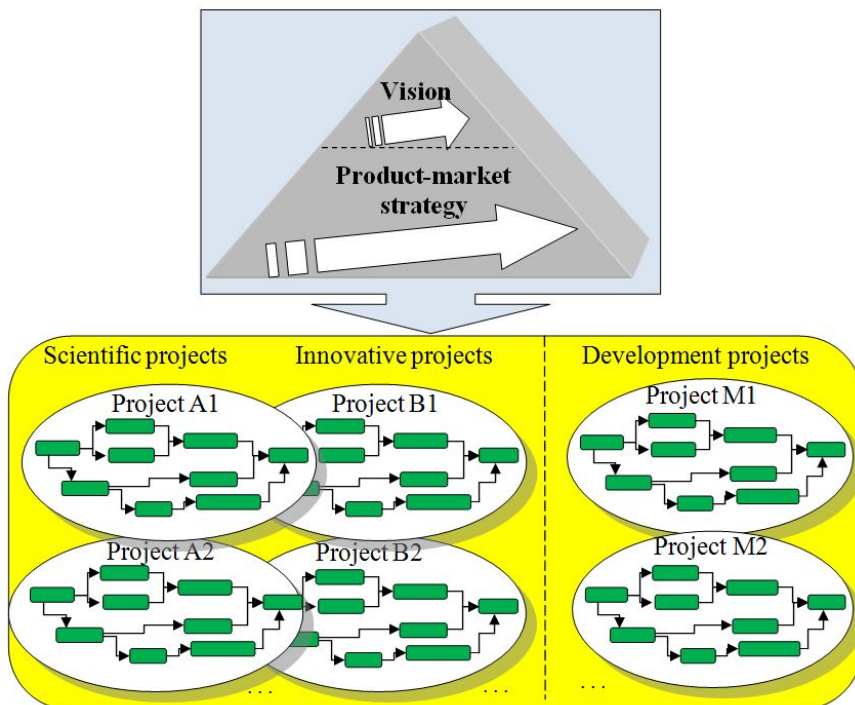 Vision
Product-market
strategy
Scientific projects
Innovative projects
Development projects
Project A1
Project B1
Project M1
Project A2
Project B2
Project M2
. . .
. . .
. . .